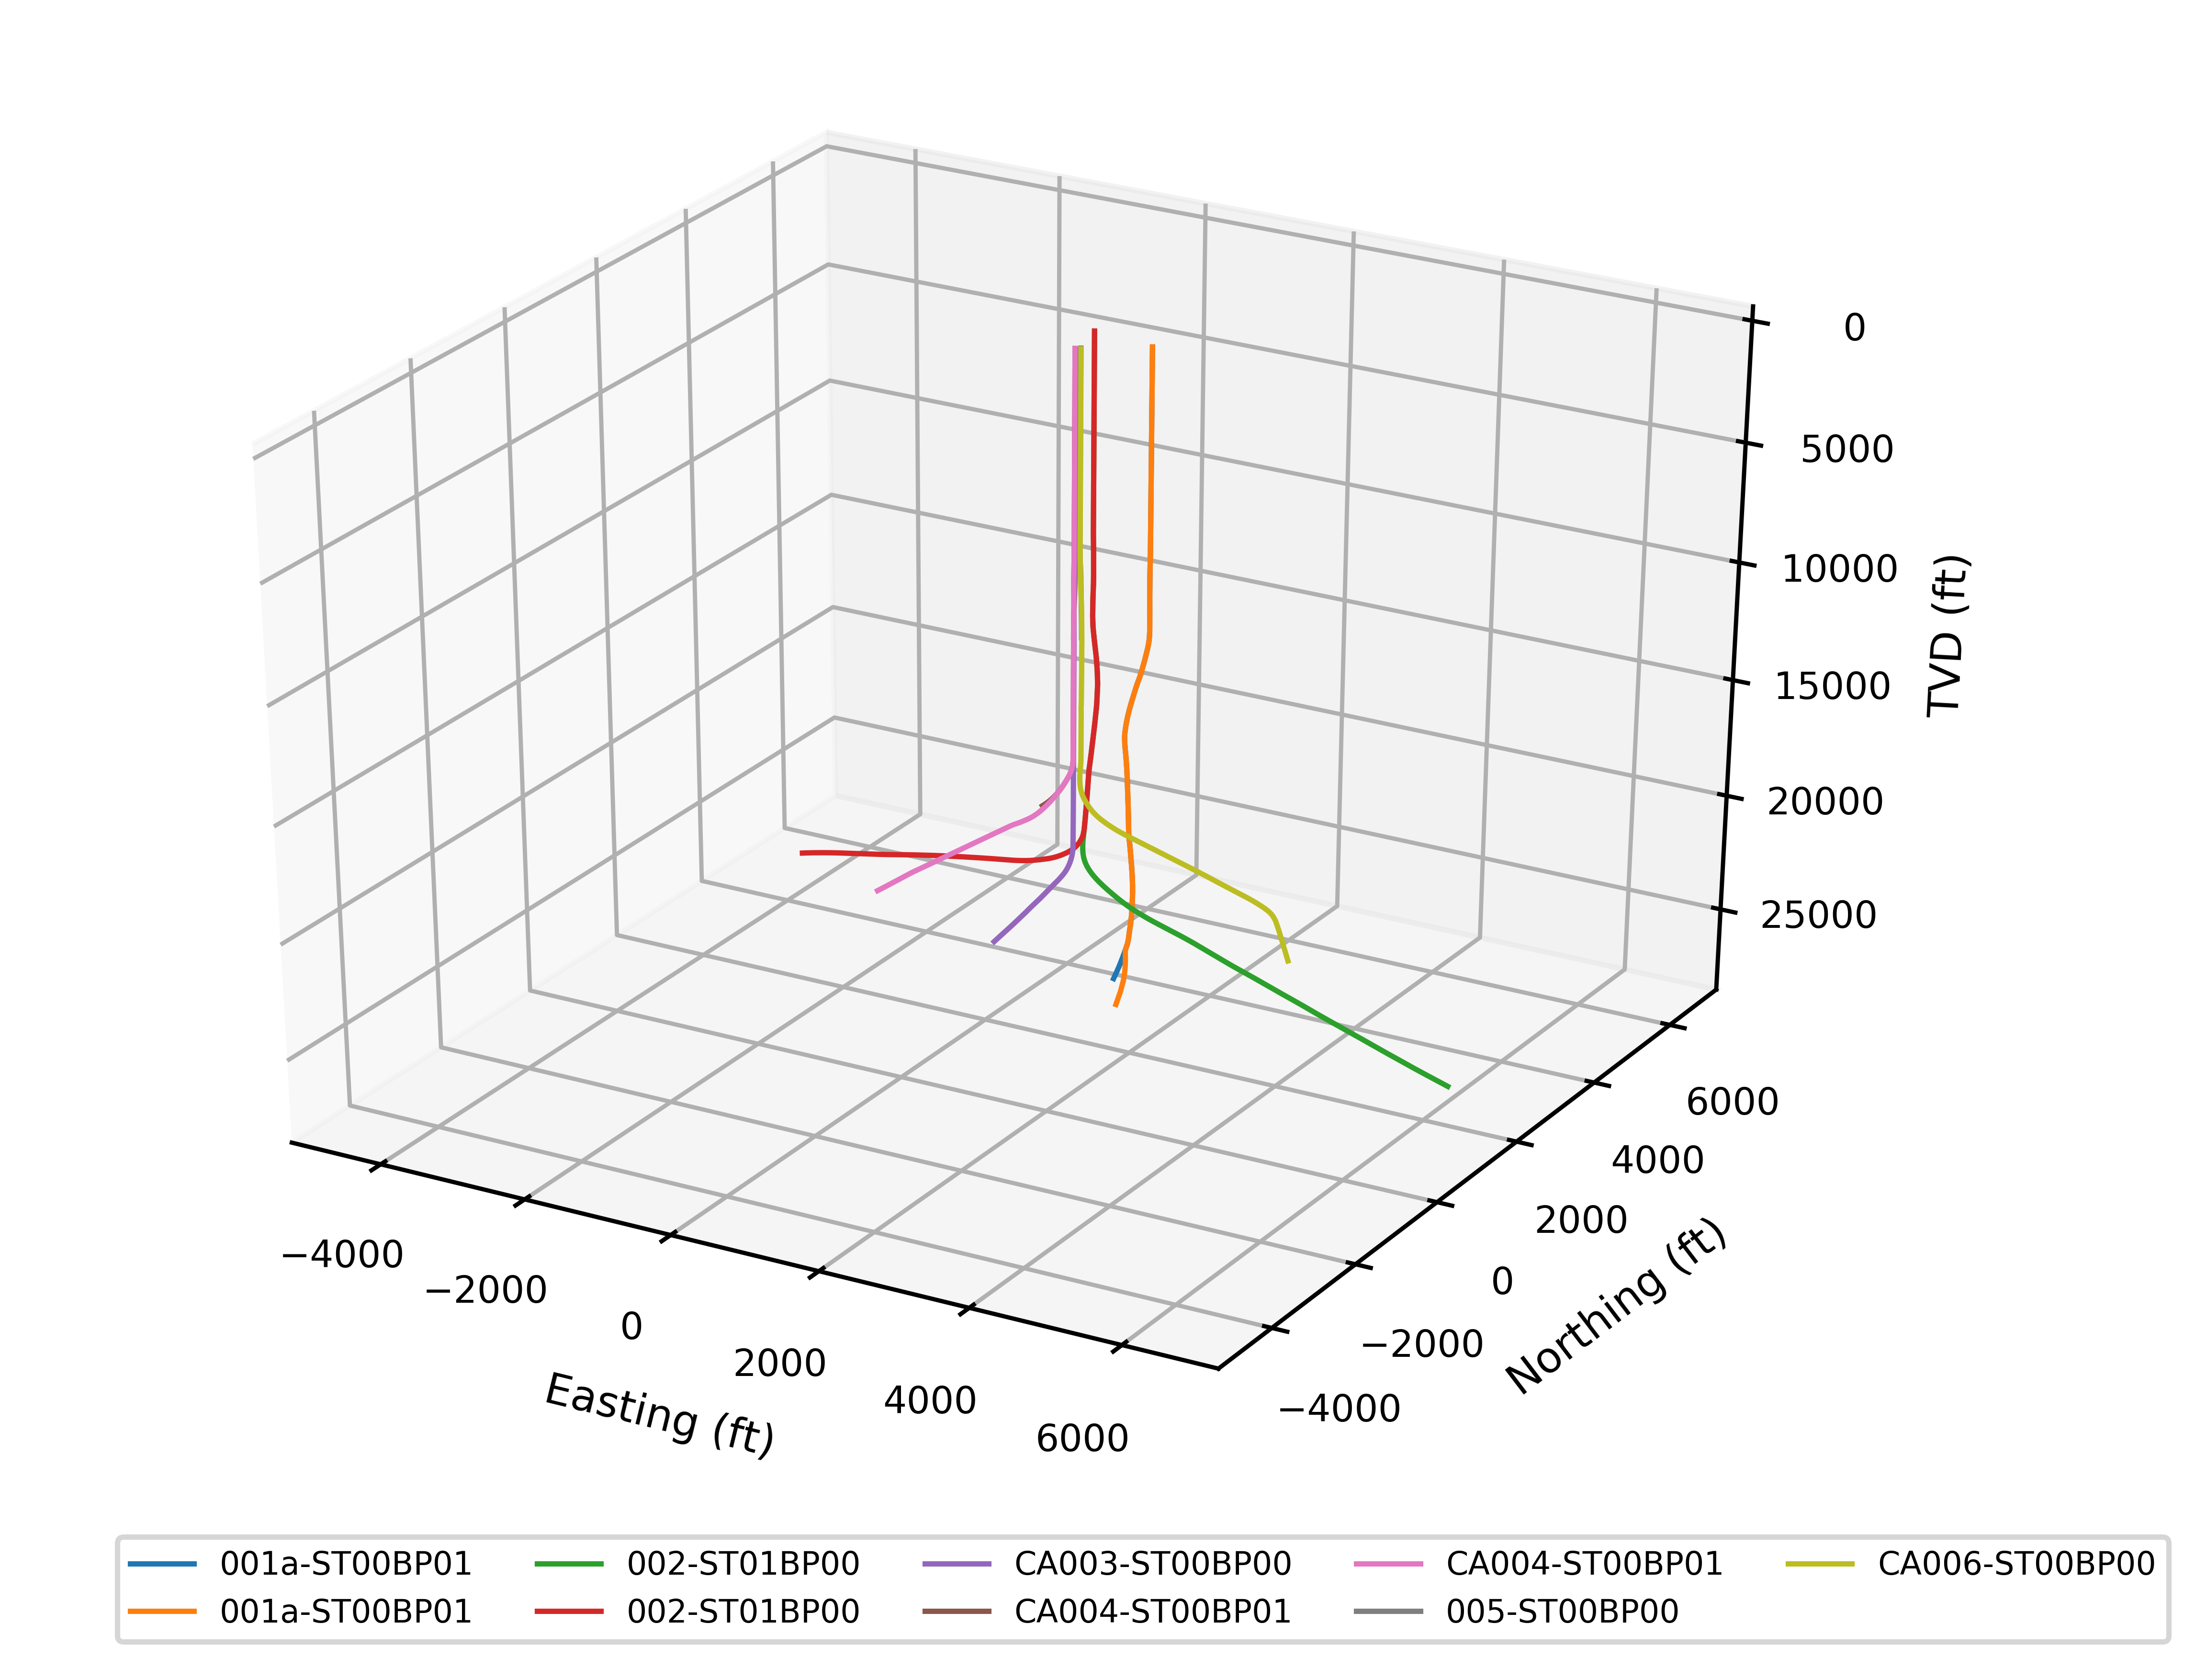 0
5000
10000
15000
20000
25000
TVD (ft)
6000
4000
2000
0
−2000
−4000
Northing (ft)
−4000
−2000
0
2000
4000
6000
Easting (ft)
001a-ST00BP01
001a-ST00BP01
002-ST01BP00
002-ST01BP00
CA003-ST00BP00
CA004-ST00BP01
CA004-ST00BP01
005-ST00BP00
CA006-ST00BP00